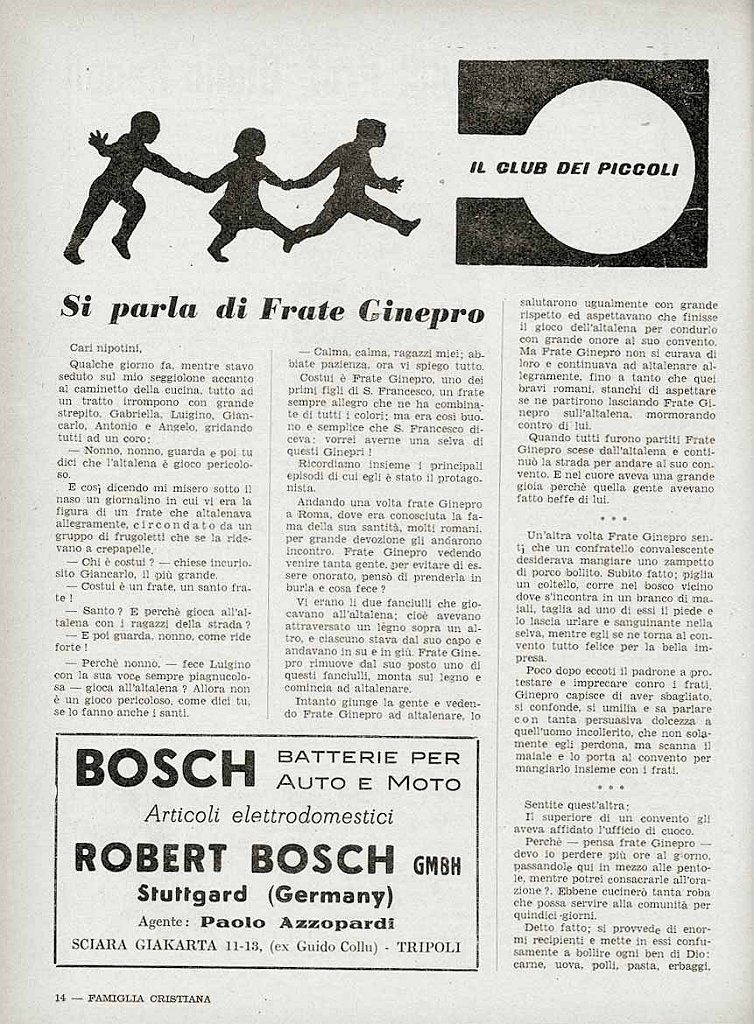 IL CLUB DEI PICCOLI
Si parla di Frate Ginepro
Cari nipotini,
Qualche giorno fa, mentre stavo
seduto sul mio seggiolone accanto
al caminetto della cucina, tutto ad
un tratto irrompono con grande
strepito, Gabriella, Luigino, Gian-
carlo, Antonio e Angelo, gridando
tutti ad un coro:
— Nonno, nonno, guarda e poi tu
dici che l'altalena è gioco pericolo-
so.
E così dicendo mi misero sotto il
naso un giornalino in cui vi era la
figura di un frate che altalenava
allegramente, circondato da un
gruppo di frugoletti che se la ride-
vano a crepapelle.
— Chi è costui? — chiese incurio-
sito Giancarlo, il più grande.
— Costui è un frate, un santo fra-
te!
— Santo? E perchè gioca all'al-
talena con i ragazzi della strada?
— E poi guarda, nonno, come ride
forte!
— Perchè nonno, — fece Luigino
con la sua voce sempre piagnucolo-
sa — gioca all'altalena? Allora non
è un gioco pericoloso, come dici tu,
se lo fanno anche i santi.
— Calma, calma, ragazzi miei; ab-
biate pazienza, ora vi spiego tutto.
Costui è Frate Ginepro, uno dei
primi figli di S. Francesco, un frate
sempre allegro che ne ha combina-
te di tutti i colori; ma era così buo-
no e semplice che S. Francesco di-
ceva: vorrei averne una selva di
questi Ginepri!
Ricordiamo insieme i principali
episodi di cui egli è stato il protago-
nista.
Andando una volta frate Ginepro
a Roma, dove era conosciuta la fa-
ma della sua santità, molti romani,
per grande devozione gli andarono
incontro. Frate Ginepro vedendo
venire tanta gente, per evitare di es-
sere onorato, pensò di prenderla in
burla e cosa fece?
Vi erano lì due fanciulli che gio-
cavano all'altalena; cioè avevano
attraversato un legno sopra un al-
tro, e ciascuno stava dal suo capo e
andavano in su e in giù. Frate Gine-
pro rimuove dal suo posto uno di
questi fanciulli, monta sul legno e
comincia ad altalenare.
Intanto giunge la gente e veden-
do Frate Ginepro ad altalenare, lo
salutarono ugualmente con grande
rispetto ed aspettavano che finisse
il gioco dell'altalena per condurlo
con grande onore al suo convento.
Ma Frate Ginepro non si curava di
loro e continuava ad altalenare al-
legramente, fino a tanto che quei
bravi romani, stanchi di aspettare
se ne partirono lasciando Frate Gi-
nepro sull'altalena, mormorando
contro di lui.
Quando tutti furono partiti Frate
Ginepro scese dall'altalena e conti-
nuò la strada per andar al suo con-
vento. E nel cuore aveva una grande
gioia perchè quella gente avevano
fatto beffe di lui.
* * *
Un'altra volta Frate Ginepro sen-
tì che un confratello convalescente
desiderava mangiare uno zampetto
di porco bollito. Subito fatto; piglia
un coltello, corre nel bosco vicino
dove s'incontra in un branco di ma-
iali, taglia ad uno di essi il piede e
lo lascia urlare e sanguinante nella
selva, mentre egli se ne torna al con-
vento tutto felice per la bella im-
presa.
Poco dopo eccoti il padrone a pro-
testare e imprecare conro i frati.
Ginepro capisce di aver sbagliato,
si confonde, si umilia e sa parlare
con tanta persuasiva dolcezza a
quell'uomo incollerito, che non sola-
mente egli perdona, ma scanna il
maiale e lo porta al convento per
mangiarlo insieme con i frati.
* * *
Sentite quest'altra:
Il superiore di un convento gli
aveva affidato l'ufficio di cuoco.
Perchè — pensa frate Ginepro —
devo io perdere più ore al giorno,
passandole qui in mezzo alle pento-
le, mentre potrei consacrarle all'ora-
zione?. Ebbene cucinerò tanta roba
che possa servire alla comunità per
quindici giorni.
Detto fatto; si provvede di enor-
mi recipienti e mette in essi confu-
samente a bollire ogni ben di Dio:
carne, uova, polli, pasta, erbaggi,
BOSCH BATTERIE PER
AUTO E MOTO
Articoli elettrodomestici
ROBERT BOSCH GMBH
Stuttgard (Germany)
Agente: Paolo Azzopardi
SCIARA GIAKARTA 11-13, (ex Guido Collu) - TRIPOLI
14 — FAMIGLIA CRISTIANA